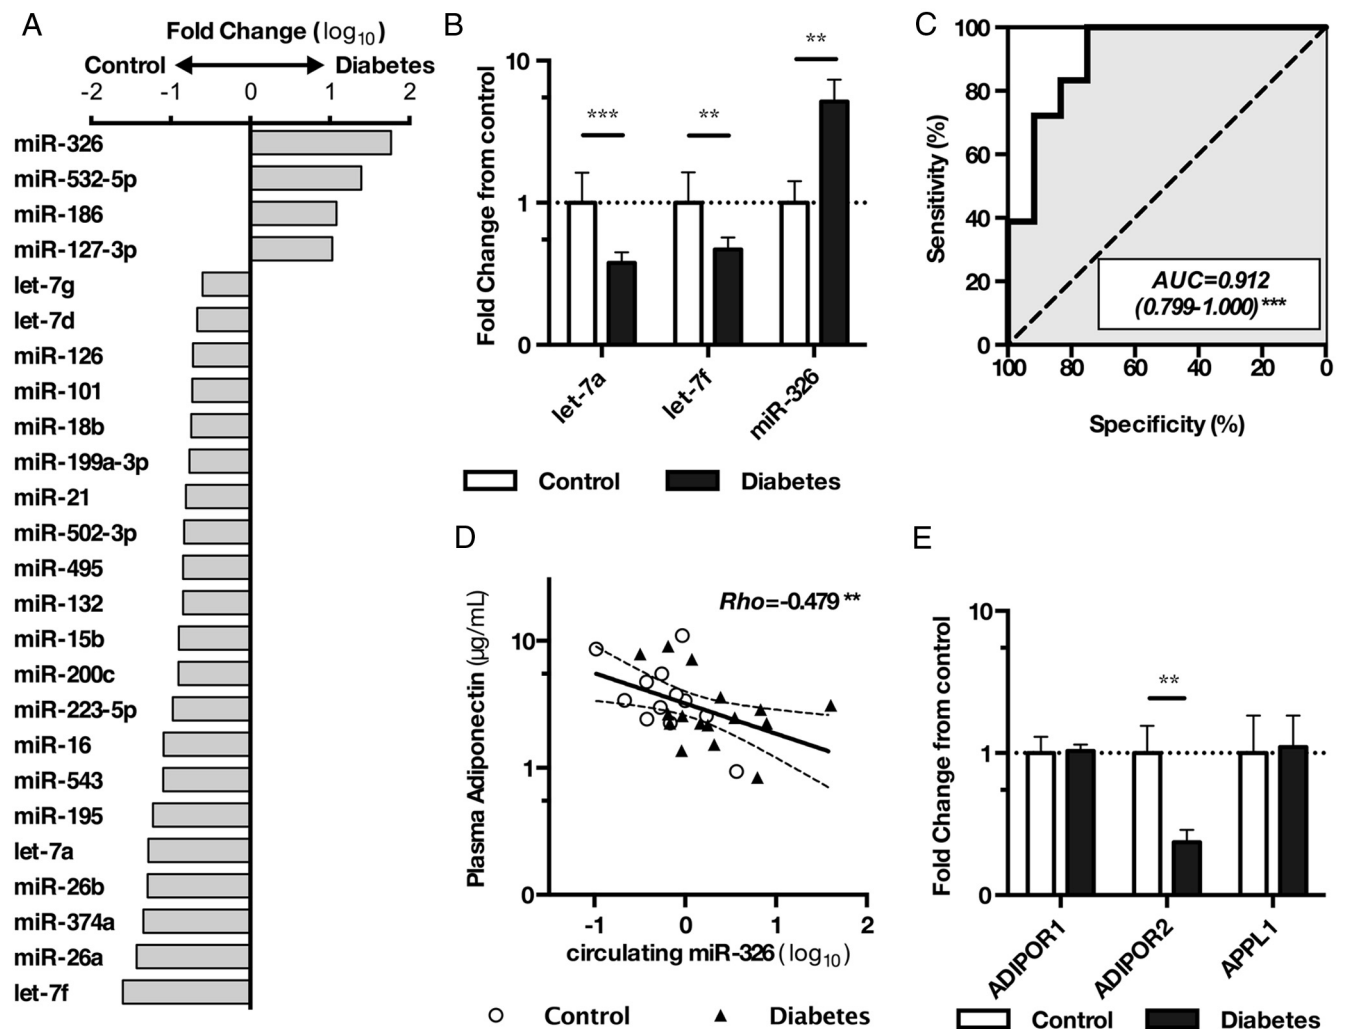 A
Fold Change (log10)
Control Diabetes
-2 -1 0 1 2
miR-326
miR-532-5p
miR-186
miR-127-3p
let-7g
let-7d
miR-126
miR-101
miR-18b
miR-199a-3p
miR-21
miR-502-3p
miR-495
miR-132
miR-15b
miR-200c
miR-223-5p
miR-16
miR-543
miR-195
let-7a
miR-26b
miR-374a
miR-26a
let-7f
B
Fold Change from control
10
1
0
***
**
**
let-7a
let-7f
miR-326
Control Diabetes
C
Sensitivity (%)
100
80
60
40
20
0
AUC=0.912
(0.799-1.000)***
100 80 60 40 20 0
Specificity (%)
D
Plasma Adiponectin (µg/mL)
10
1
0
Rho=-0.479 **
-1 0 1 2
circulating miR-326 (log10)
Control Diabetes
E
Fold Change from control
10
1
0
**
ADIPOR1
ADIPOR2
APPL1
Control Diabetes